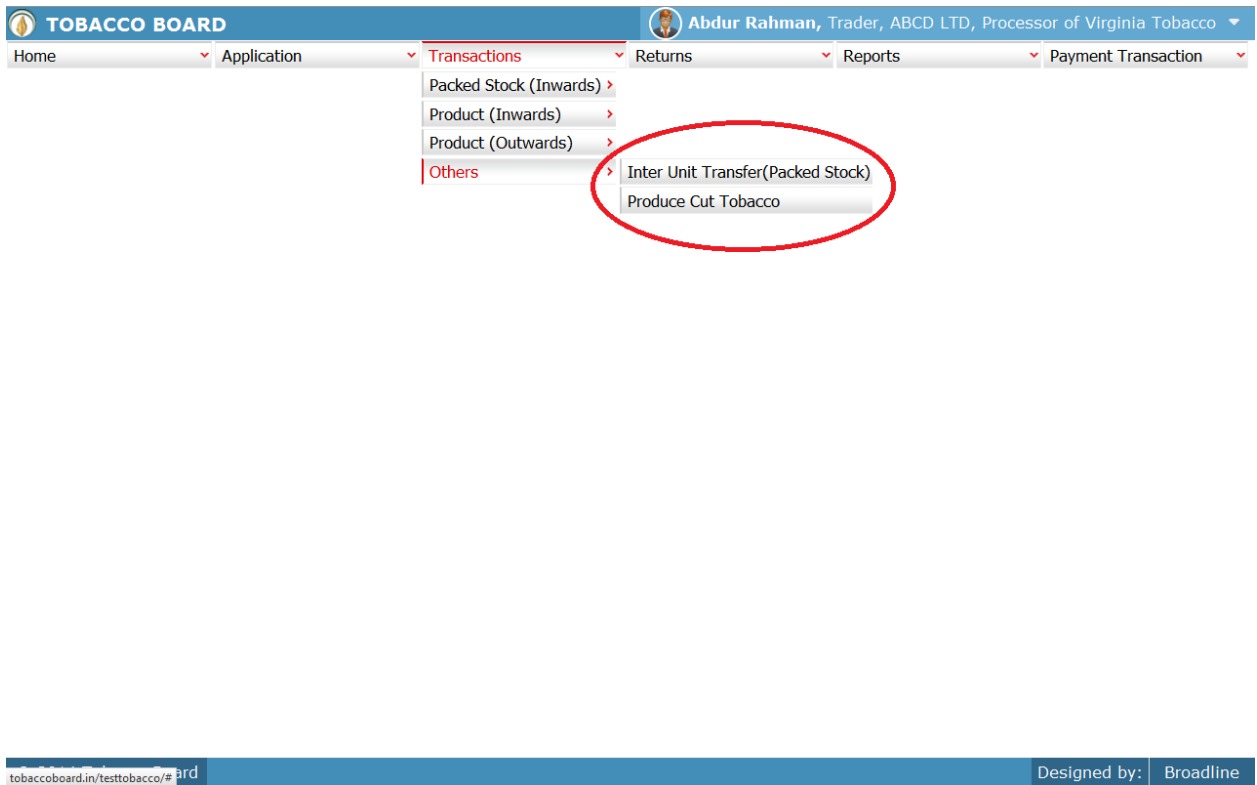 TOBACCO BOARD
Abdur Rahman, Trader, ABCD LTD, Processor of Virginia Tobacco
Home Application Transactions Returns Reports Payment Transaction
Packed Stock (Inwards)
Product (Inwards)
Product (Outwards)
Others
Inter Unit Transfer(Packed Stock)
Produce Cut Tobacco
tobaccoboard.in/testtobacco/#
Designed by: Broadline